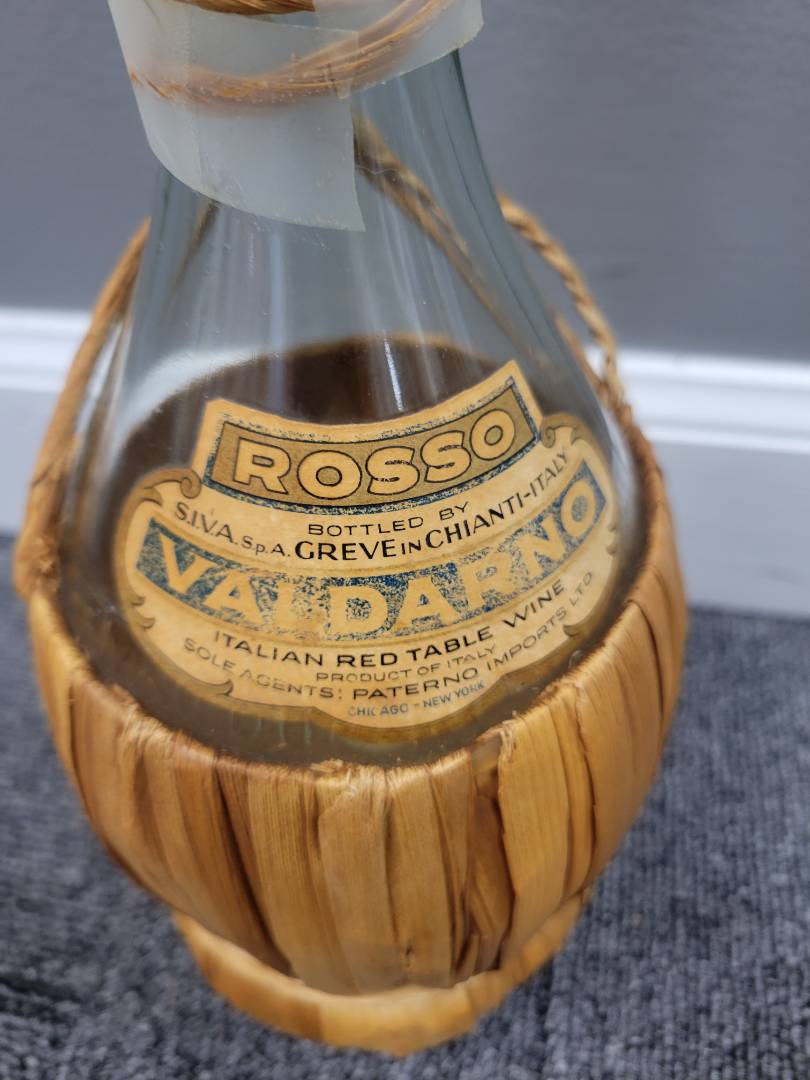 ROSSO
BOTTLED BY
S.I.V.A. S.p.A. GREVE IN CHIANTI-ITALY
VALDARNO
ITALIAN RED TABLE WINE
PRODUCT OF ITALY
SOLE AGENTS: PATERNO IMPORTS LTD.
CHICAGO - NEW YORK